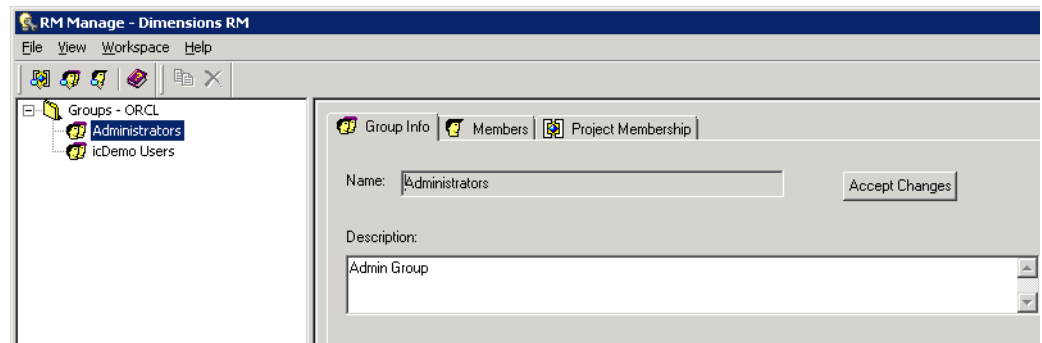 RM Manage - Dimensions RM
File View Workspace Help
Groups - ORCL
Administrators
icDemo Users
Group Info Members Project Membership
Name: Administrators Accept Changes
Description:
Admin Group